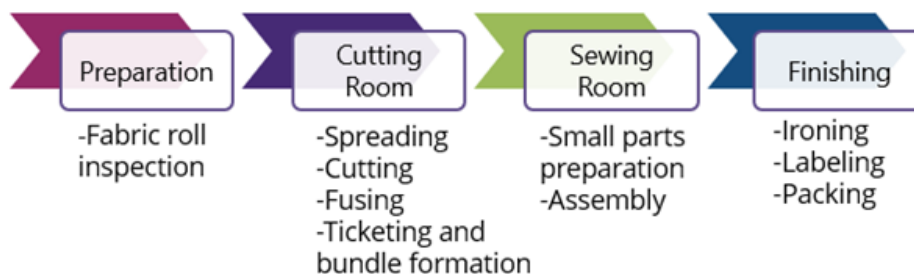 Preparation
-Fabric roll
inspection
Cutting
Room
-Spreading
-Cutting
-Fusing
-Ticketing and
bundle formation
Sewing
Room
-Small parts
preparation
-Assembly
Finishing
-Ironing
-Labeling
-Packing